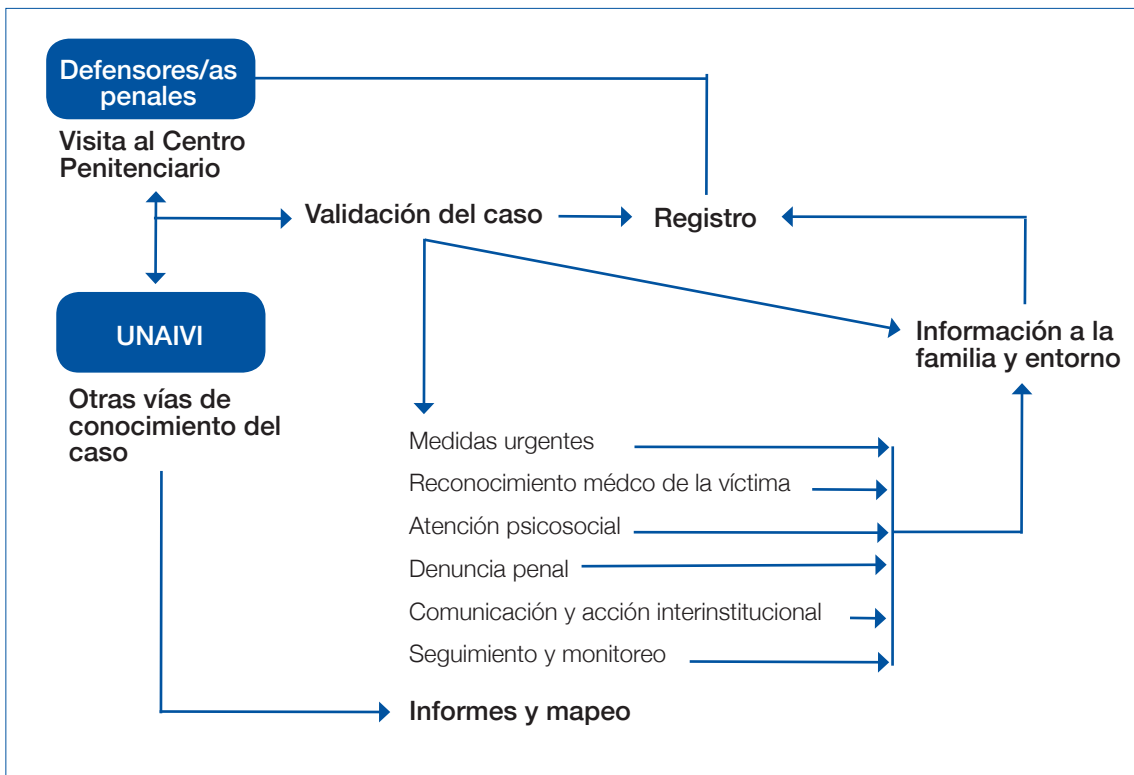 Defensores/as
penales
Visita al Centro
Penitenciario
Validación del caso
Registro
UNAIVI
Información a la
familia y entorno
Otras vías de
conocimiento del
caso
Medidas urgentes
Reconocimiento médco de la víctima
Atención psicosocial
Denuncia penal
Comunicación y acción interinstitucional
Seguimiento y monitoreo
Informes y mapeo